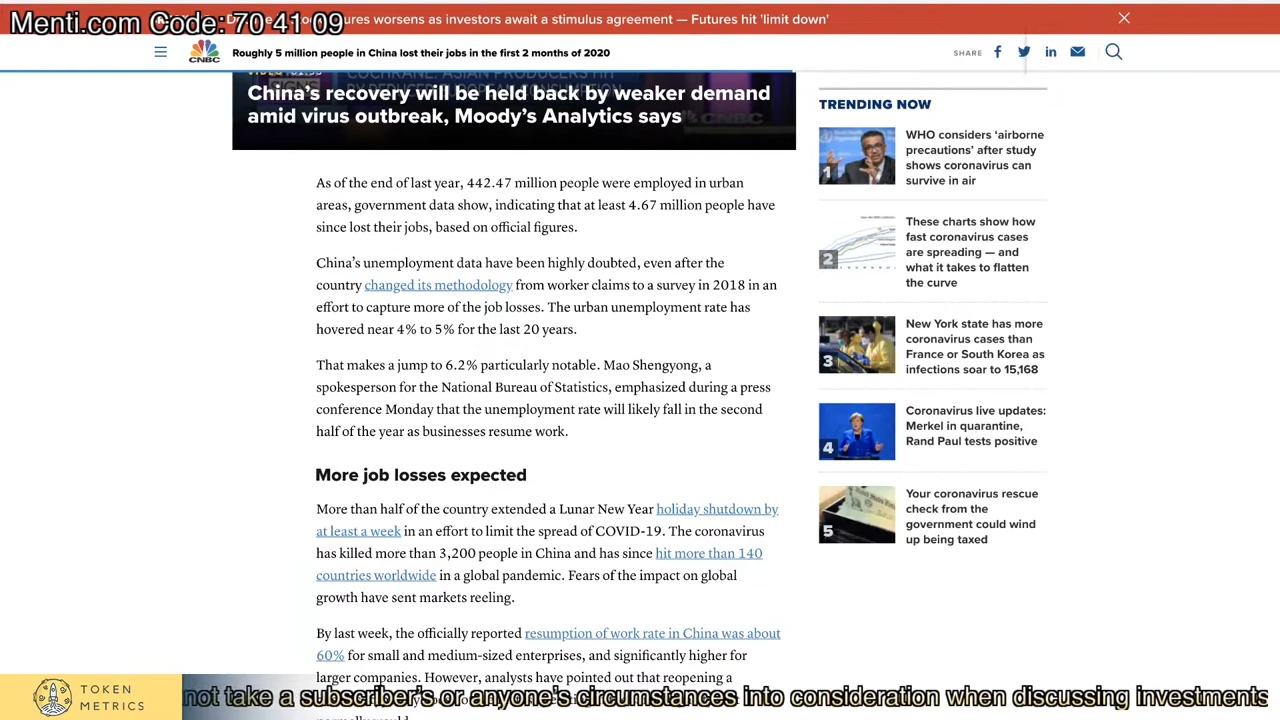 Menti.com Code: 70 41 09
ures worsens as investors await a stimulus agreement — Futures hit 'limit down'
CNBC
Roughly 5 million people in China lost their jobs in the first 2 months of 2020
SHARE
COCHRANE: ASIAN PRODUCERS HIT
China's recovery will be held back by weaker demand
amid virus outbreak, Moody's Analytics says
As of the end of last year, 442.47 million people were employed in urban
areas, government data show, indicating that at least 4.67 million people have
since lost their jobs, based on official figures.
China's unemployment data have been highly doubted, even after the
country changed its methodology from worker claims to a survey in 2018 in an
effort to capture more of the job losses. The urban unemployment rate has
hovered near 4% to 5% for the last 20 years.
That makes a jump to 6.2% particularly notable. Mao Shengyong, a
spokesperson for the National Bureau of Statistics, emphasized during a press
conference Monday that the unemployment rate will likely fall in the second
half of the year as businesses resume work.
More job losses expected
More than half of the country extended a Lunar New Year holiday shutdown by
at least a week in an effort to limit the spread of COVID-19. The coronavirus
has killed more than 3,200 people in China and has since hit more than 140
countries worldwide in a global pandemic. Fears of the impact on global
growth have sent markets reeling.
By last week, the officially reported resumption of work rate in China was about
60% for small and medium-sized enterprises, and significantly higher for
larger companies. However, analysts have pointed out that reopening a
TRENDING NOW
1
WHO considers 'airborne
precautions' after study
shows coronavirus can
survive in air
2
These charts show how
fast coronavirus cases
are spreading — and
what it takes to flatten
the curve
3
New York state has more
coronavirus cases than
France or South Korea as
infections soar to 15,168
4
Coronavirus live updates:
Merkel in quarantine,
Rand Paul tests positive
5
Your coronavirus rescue
check from the
government could wind
up being taxed
TOKEN
METRICS
not take a subscriber's or anyone's circumstances into consideration when discussing investments